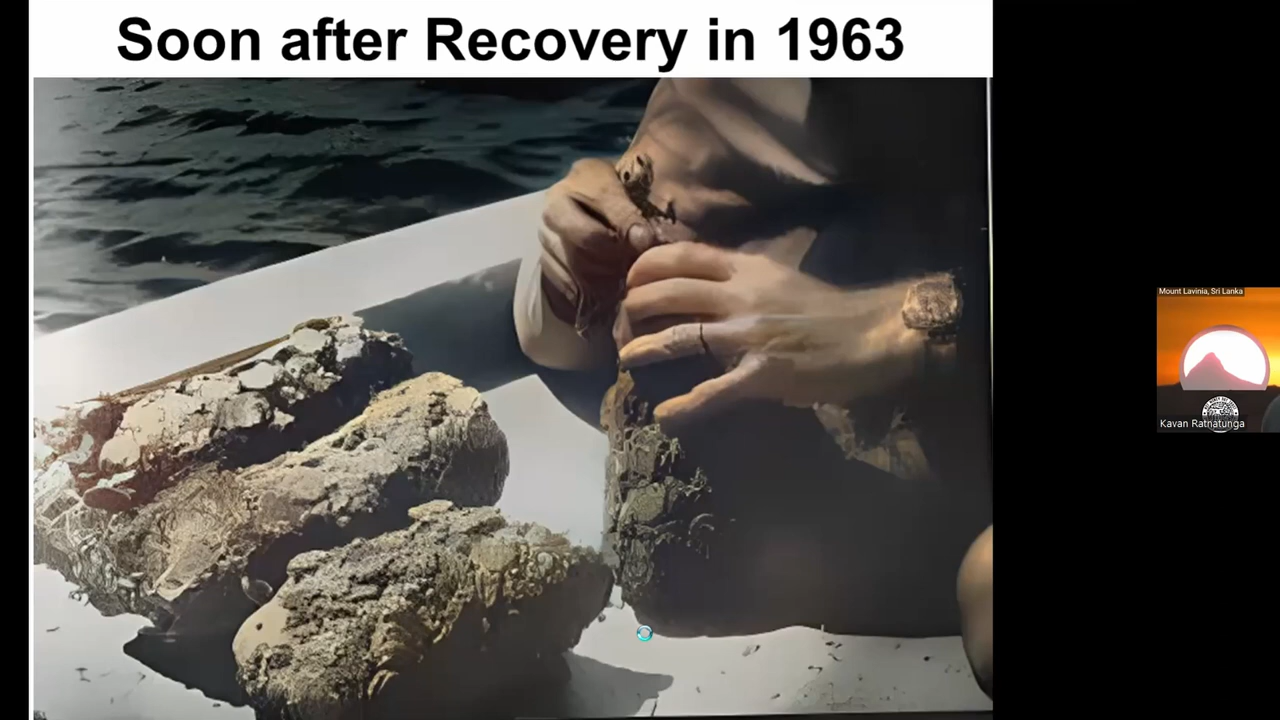 Soon after Recovery in 1963
Mount Lavinia, Sri Lanka
Kavan Ratnatunga